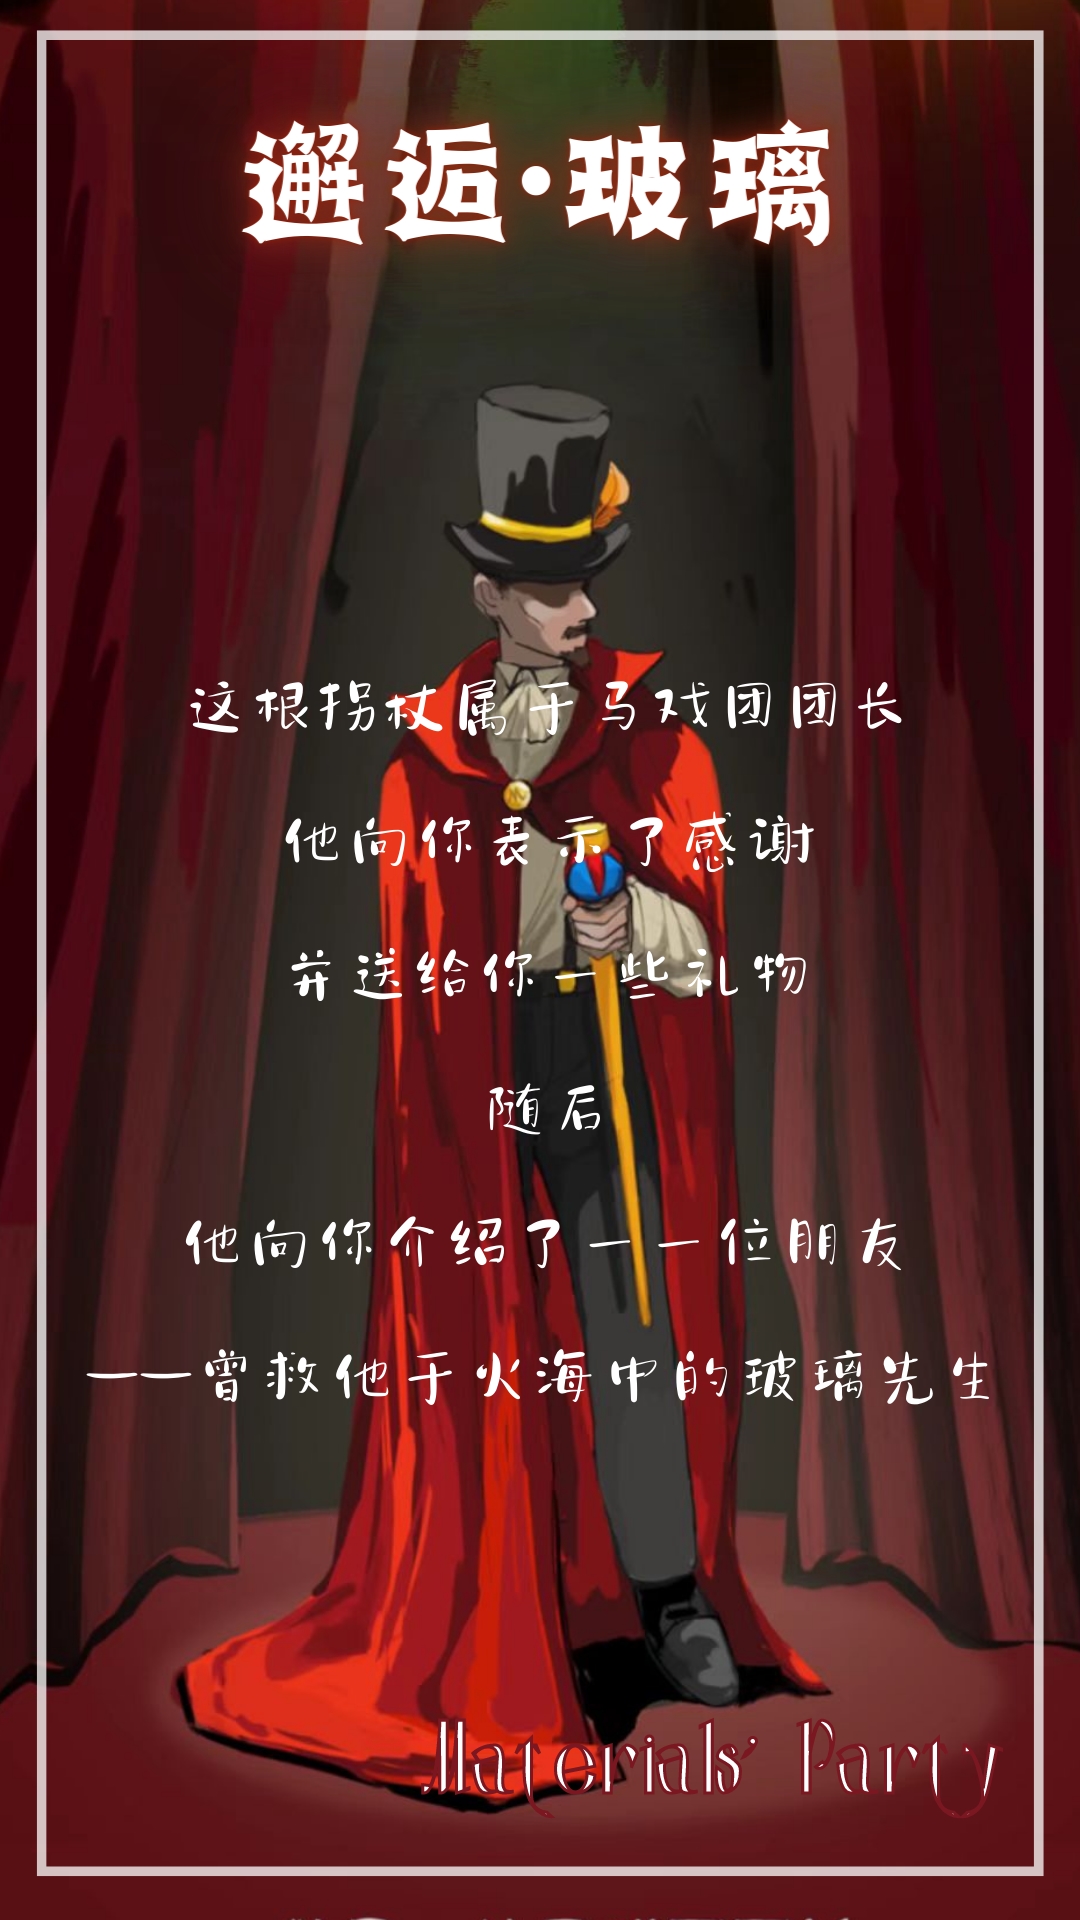 邂逅·玻璃
这根拐杖属于马戏团团长
他向你表示了感谢
并送给你一些礼物
随后
他向你介绍了一一位朋友
——曾救他于火海中的玻璃先生
Materials' Party